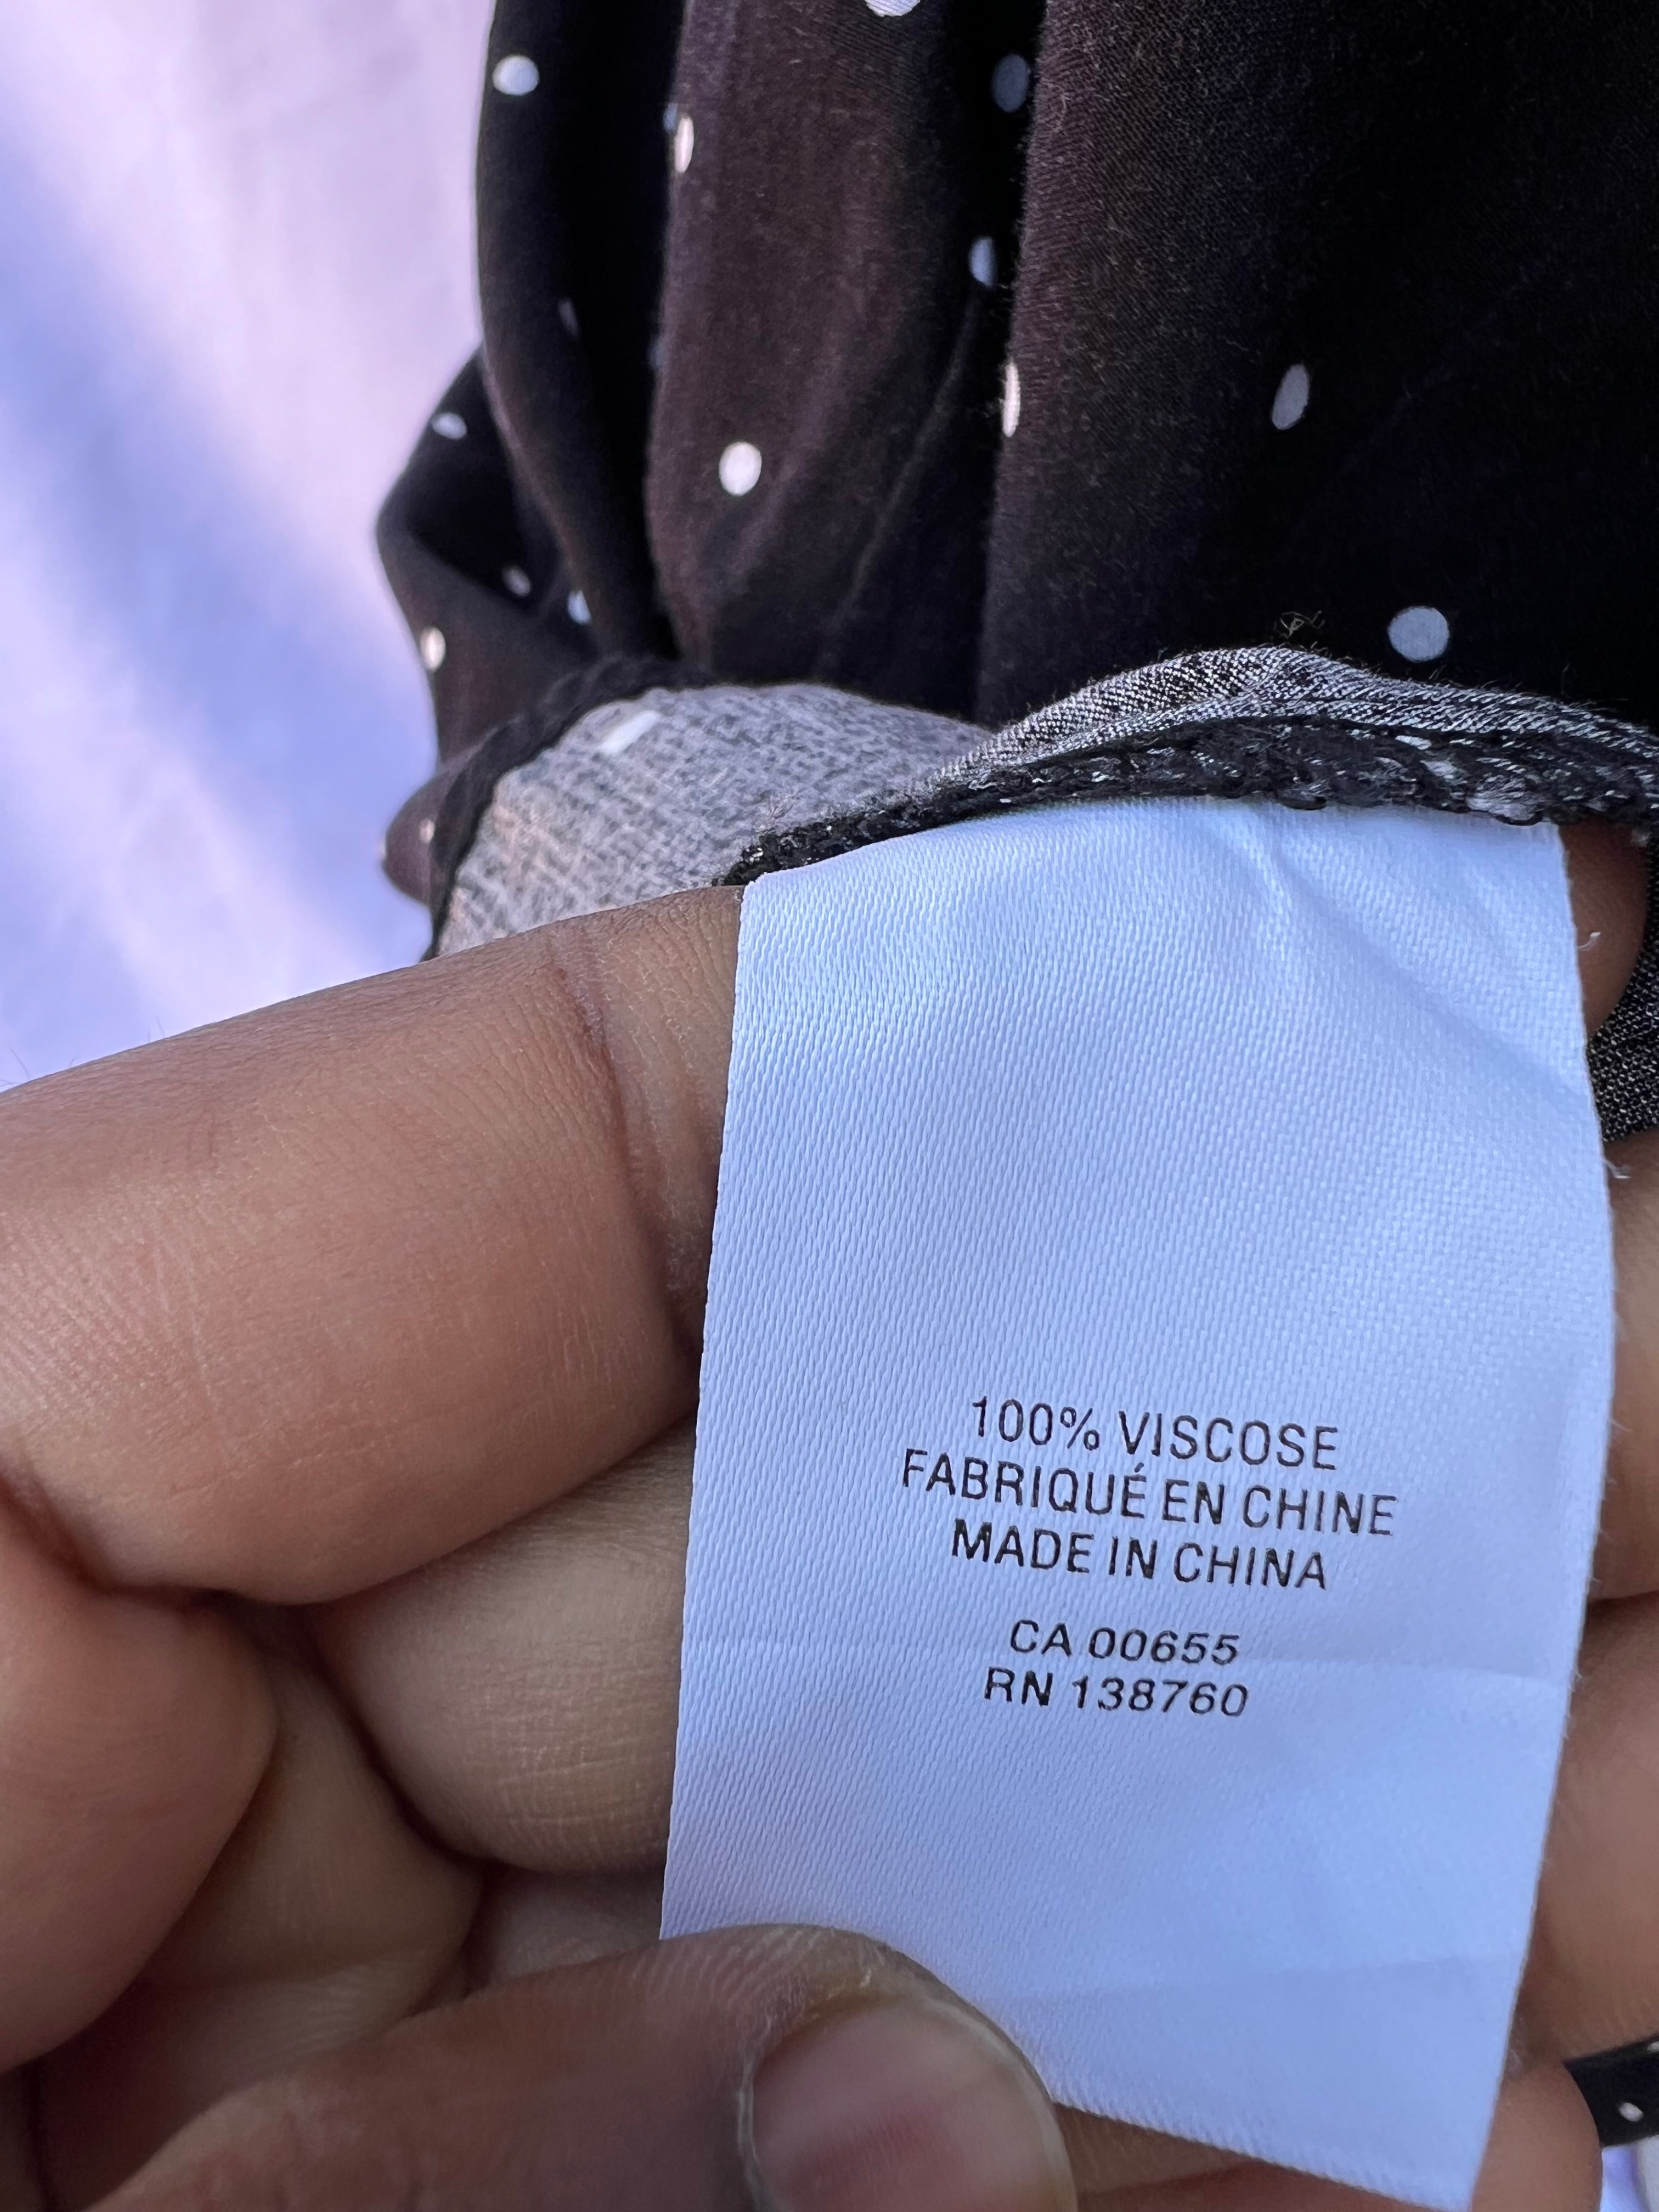 100% VISCOSE
FABRIQUÉ EN CHINE
MADE IN CHINA
CA 00655
RN 138760